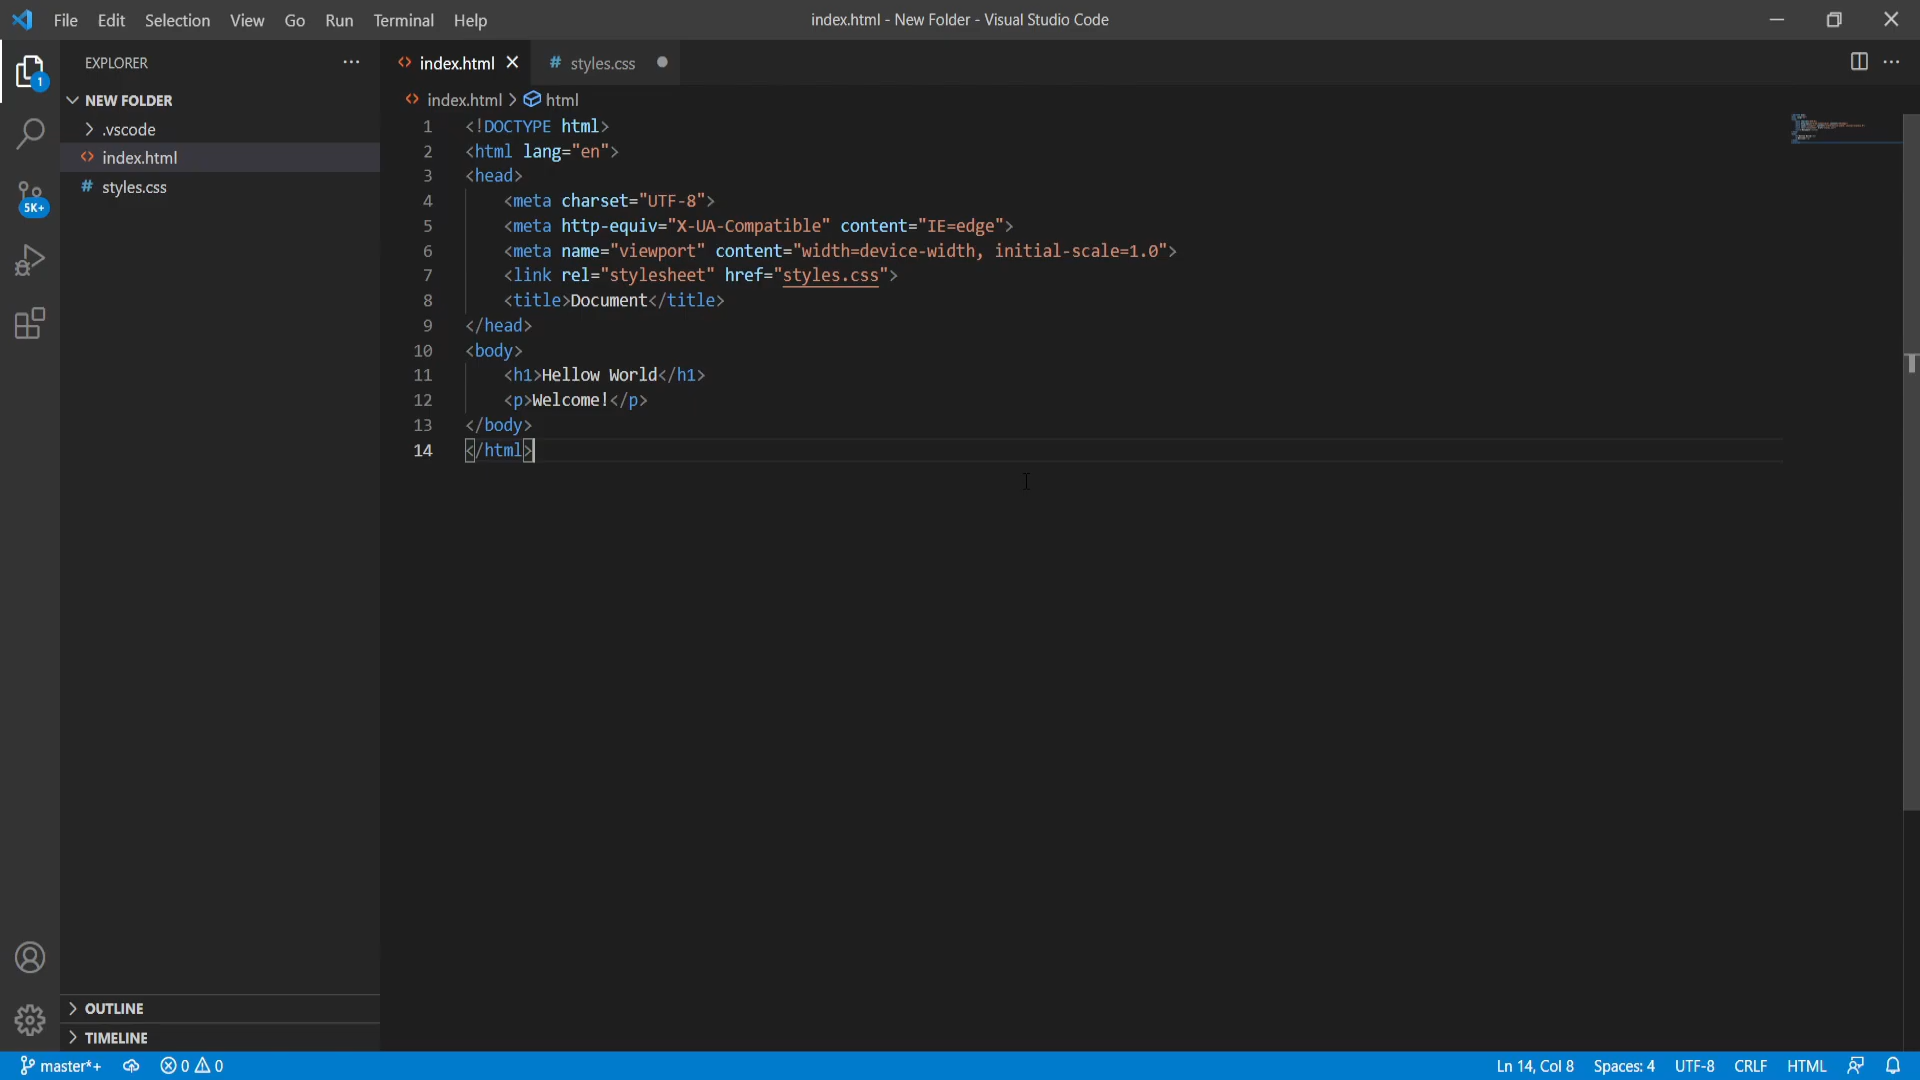 File Edit Selection View Go Run Terminal Help index.html - New Folder - Visual Studio Code
EXPLORER
NEW FOLDER
.vscode
index.html
styles.css
OUTLINE
TIMELINE
1
5K+
index.html styles.css
index.html > html
1 <!DOCTYPE html>
2 <html lang="en">
3 <head>
4 <meta charset="UTF-8">
5 <meta http-equiv="X-UA-Compatible" content="IE=edge">
6 <meta name="viewport" content="width=device-width, initial-scale=1.0">
7 <link rel="stylesheet" href="styles.css">
8 <title>Document</title>
9 </head>
10 <body>
11 <h1>Hellow World</h1>
12 <p>Welcome!</p>
13 </body>
14 </html>
master*+ 0 0 Ln 14, Col 8 Spaces: 4 UTF-8 CRLF HTML